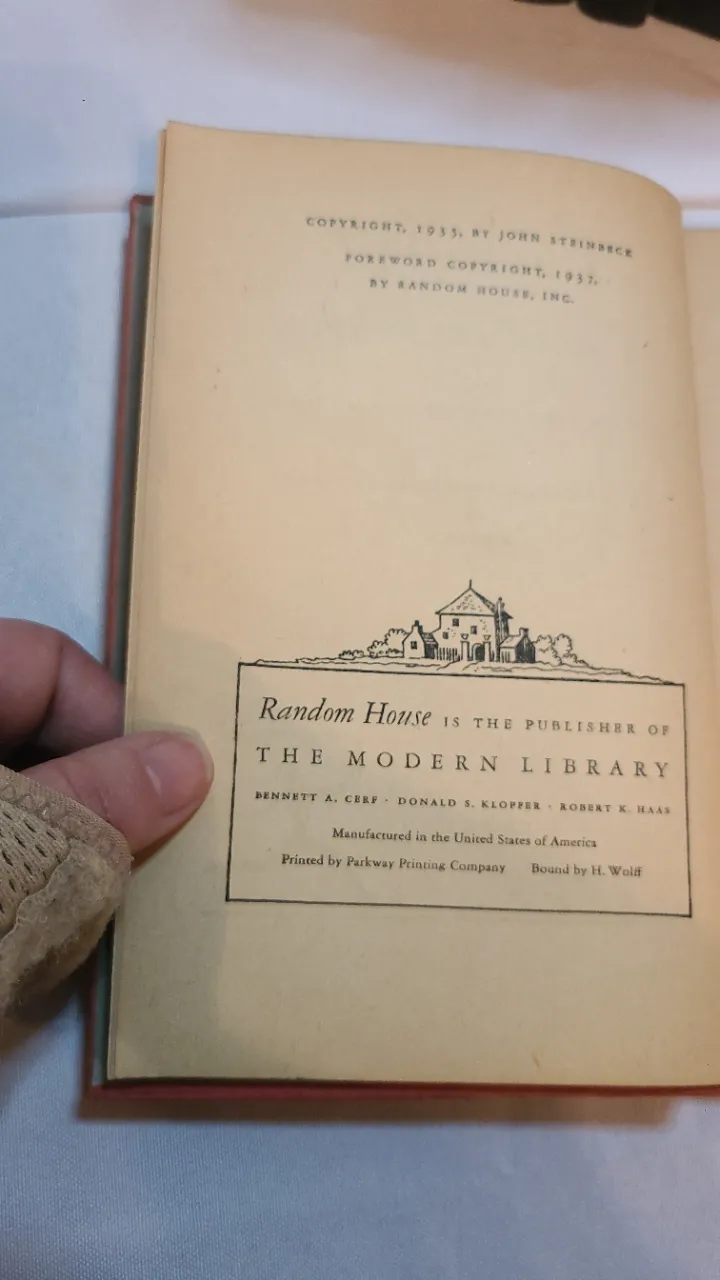 COPYRIGHT, 1935, BY JOHN STEINBECK
FOREWORD COPYRIGHT, 1937,
BY RANDOM HOUSE, INC.
Random House IS THE PUBLISHER OF
THE MODERN LIBRARY
BENNETT A. CERF · DONALD S. KLOPFER · ROBERT K. HAAS
Manufactured in the United States of America
Printed by Parkway Printing Company Bound by H. Wolff